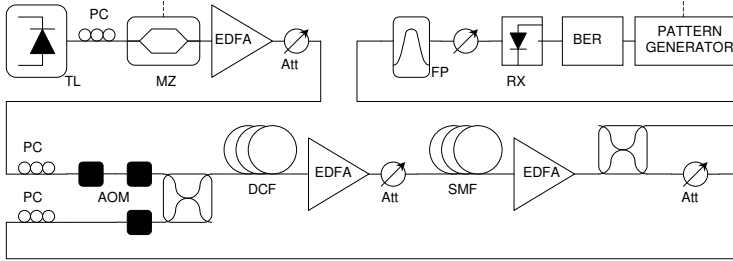 PC
TL
MZ
EDFA
Att
FP
RX
BER
PATTERN
GENERATOR
PC
AOM
PC
DCF
EDFA
Att
SMF
EDFA
Att